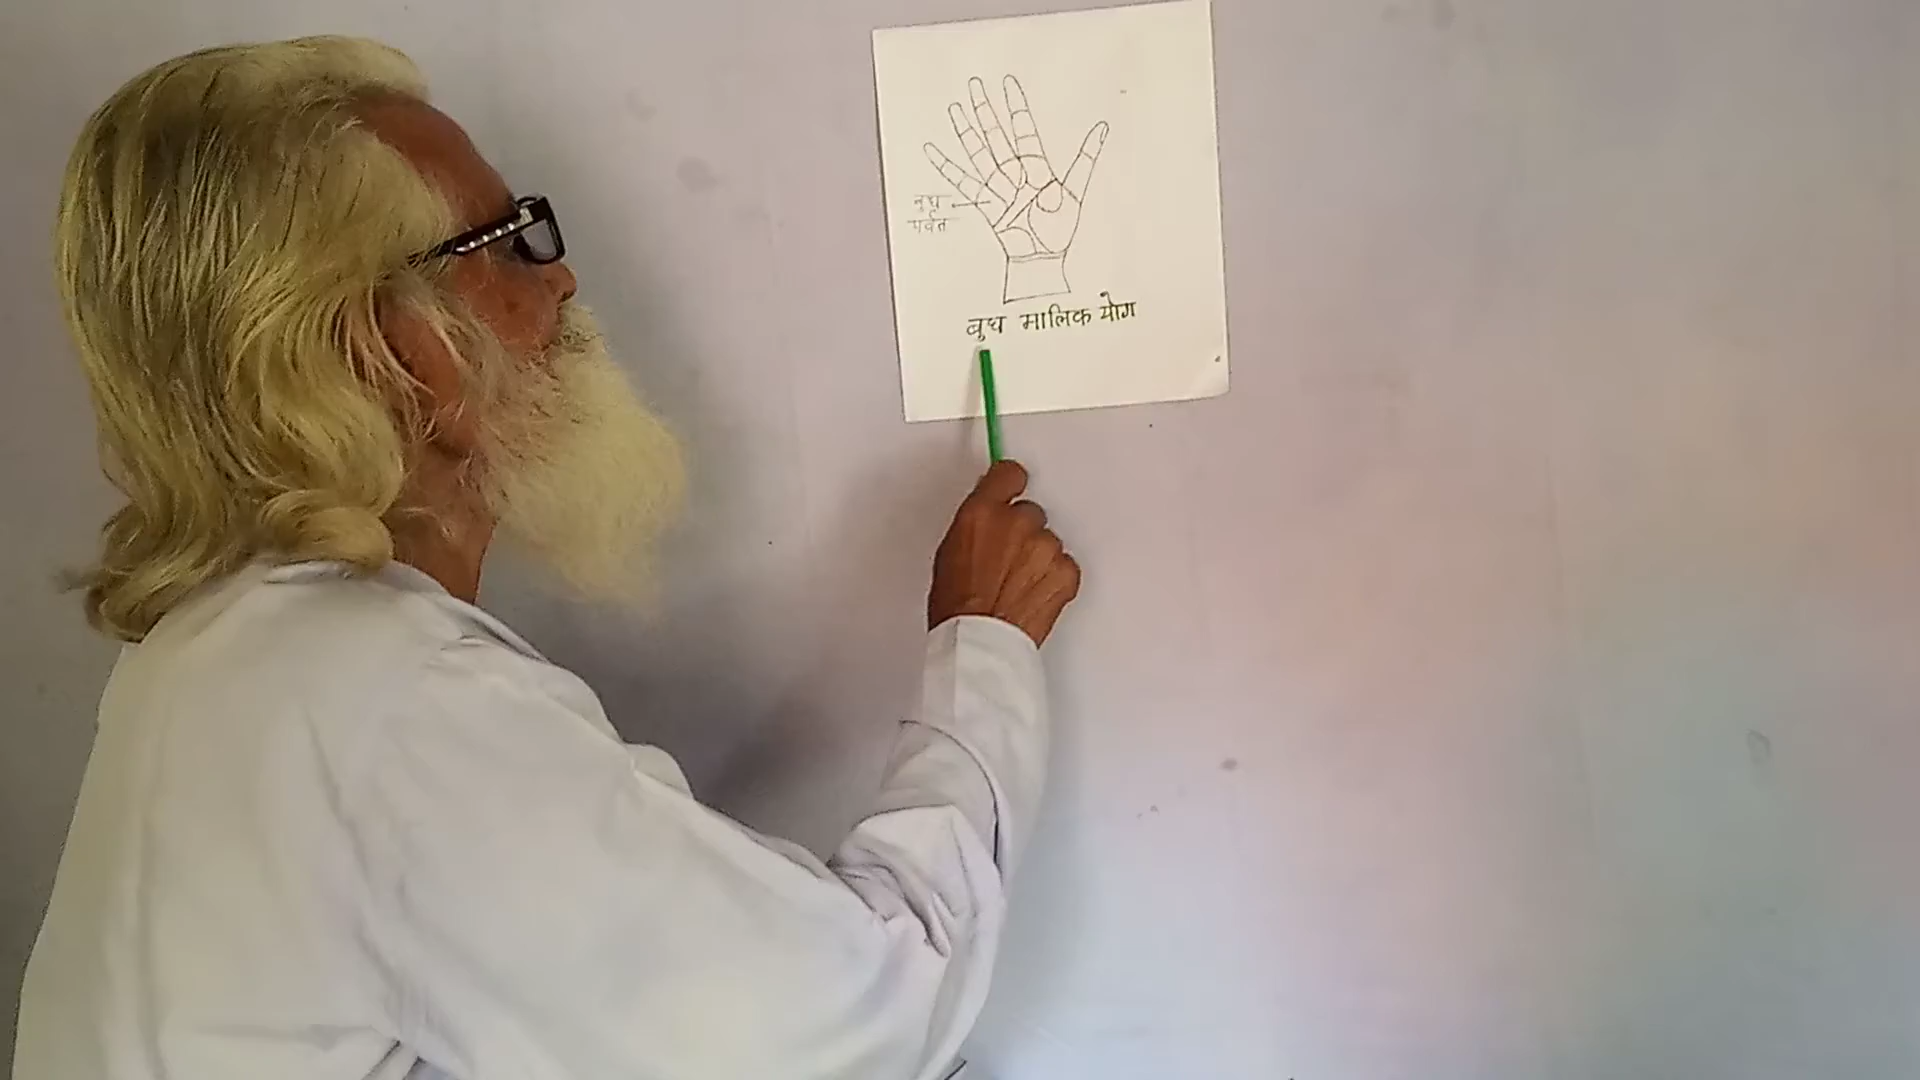 बुध
पर्वत
बुध मालिक योग